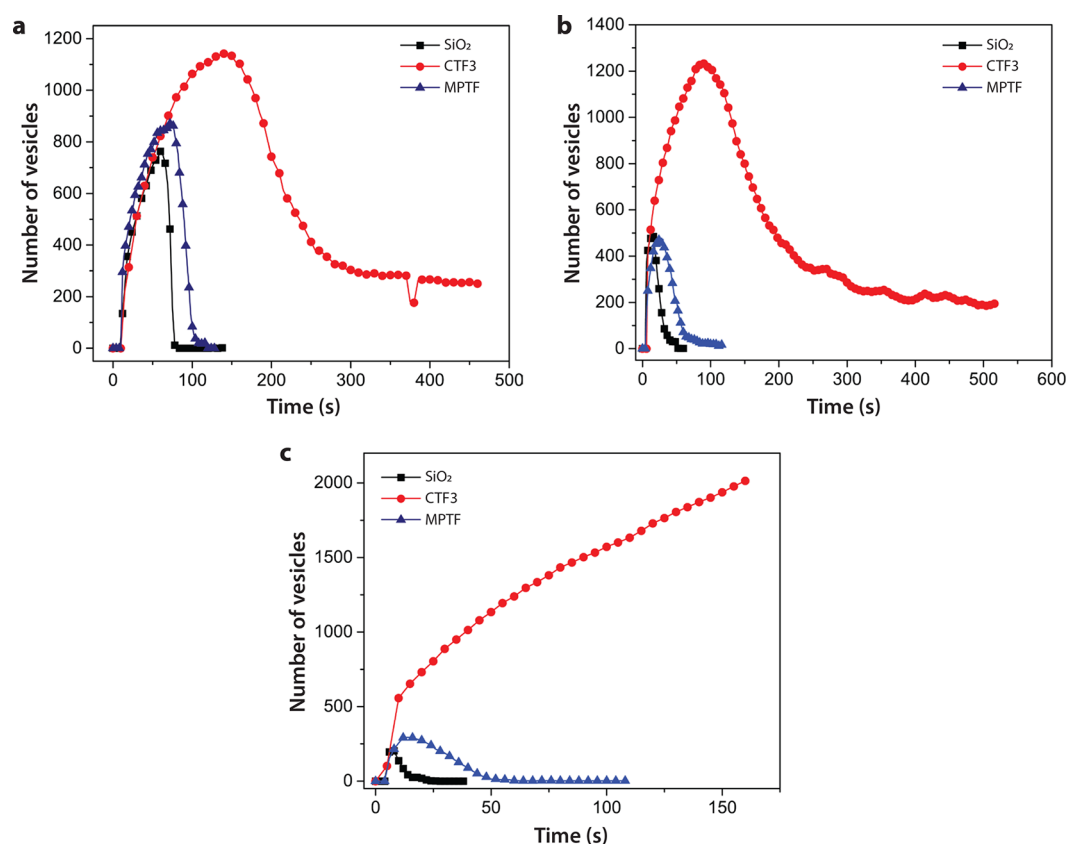 a
SiO₂
CTF3
MPTF
1200
1000
800
600
400
200
0
Number of vesicles
0 100 200 300 400 500
Time (s)
b
SiO₂
CTF3
MPTF
1400
1200
1000
800
600
400
200
0
Number of vesicles
0 100 200 300 400 500 600
Time (s)
c
SiO₂
CTF3
MPTF
2000
1500
1000
500
0
Number of vesicles
0 50 100 150
Time (s)